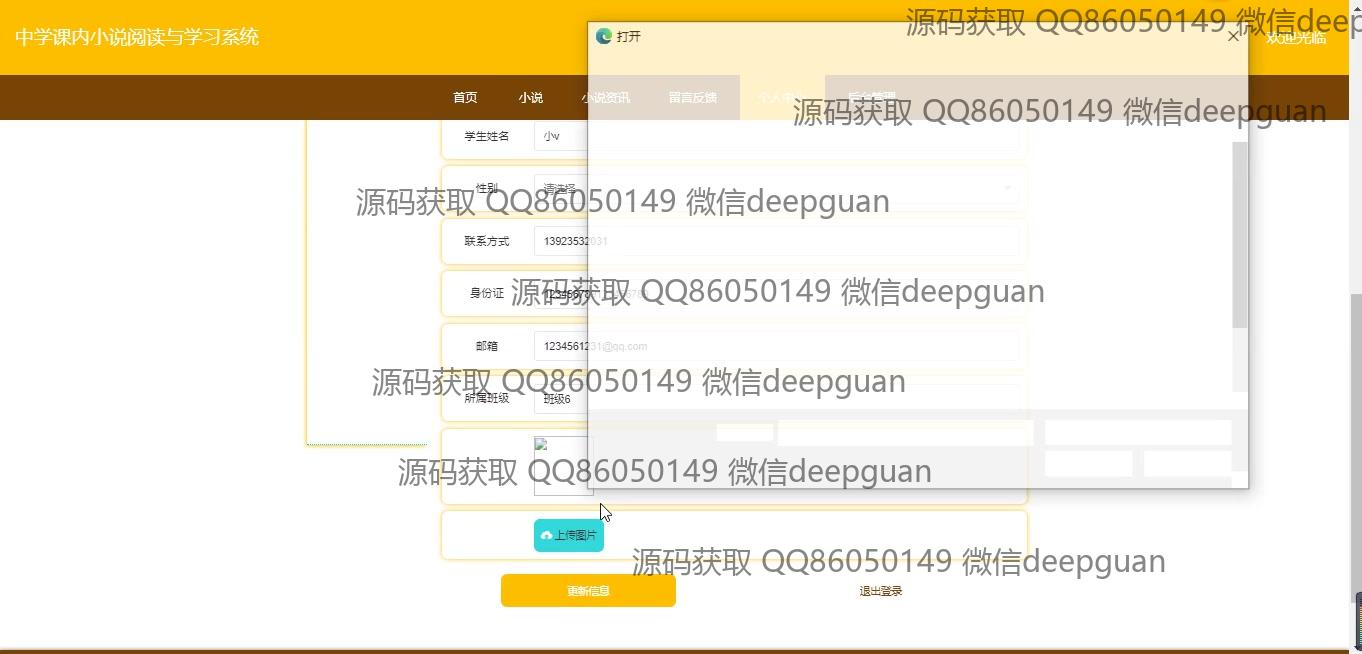 中学课内小说阅读与学习系统
打开
源码获取 QQ86050149 微信deep
欢迎光临
首页 小说 小说资讯 留言反馈 个人中心 后台管理
源码获取 QQ86050149 微信deepguan
学生姓名 小v
性别 请选择
源码获取 QQ86050149 微信deepguan
联系方式 13923532031
身份证
源码获取 QQ86050149 微信deepguan
邮箱 1234561231@qq.com
源码获取 QQ86050149 微信deepguan
所属班级 班级6
源码获取 QQ86050149 微信deepguan
上传图片
源码获取 QQ86050149 微信deepguan
更新信息 退出登录